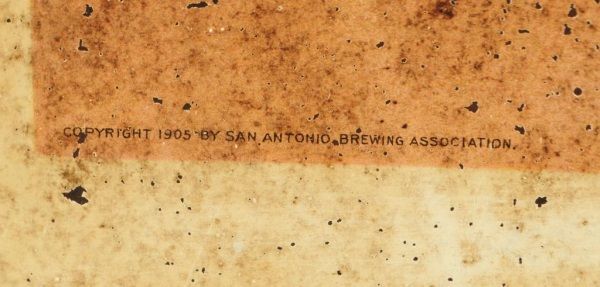 COPYRIGHT 1905 BY SAN ANTONIO BREWING ASSOCIATION.